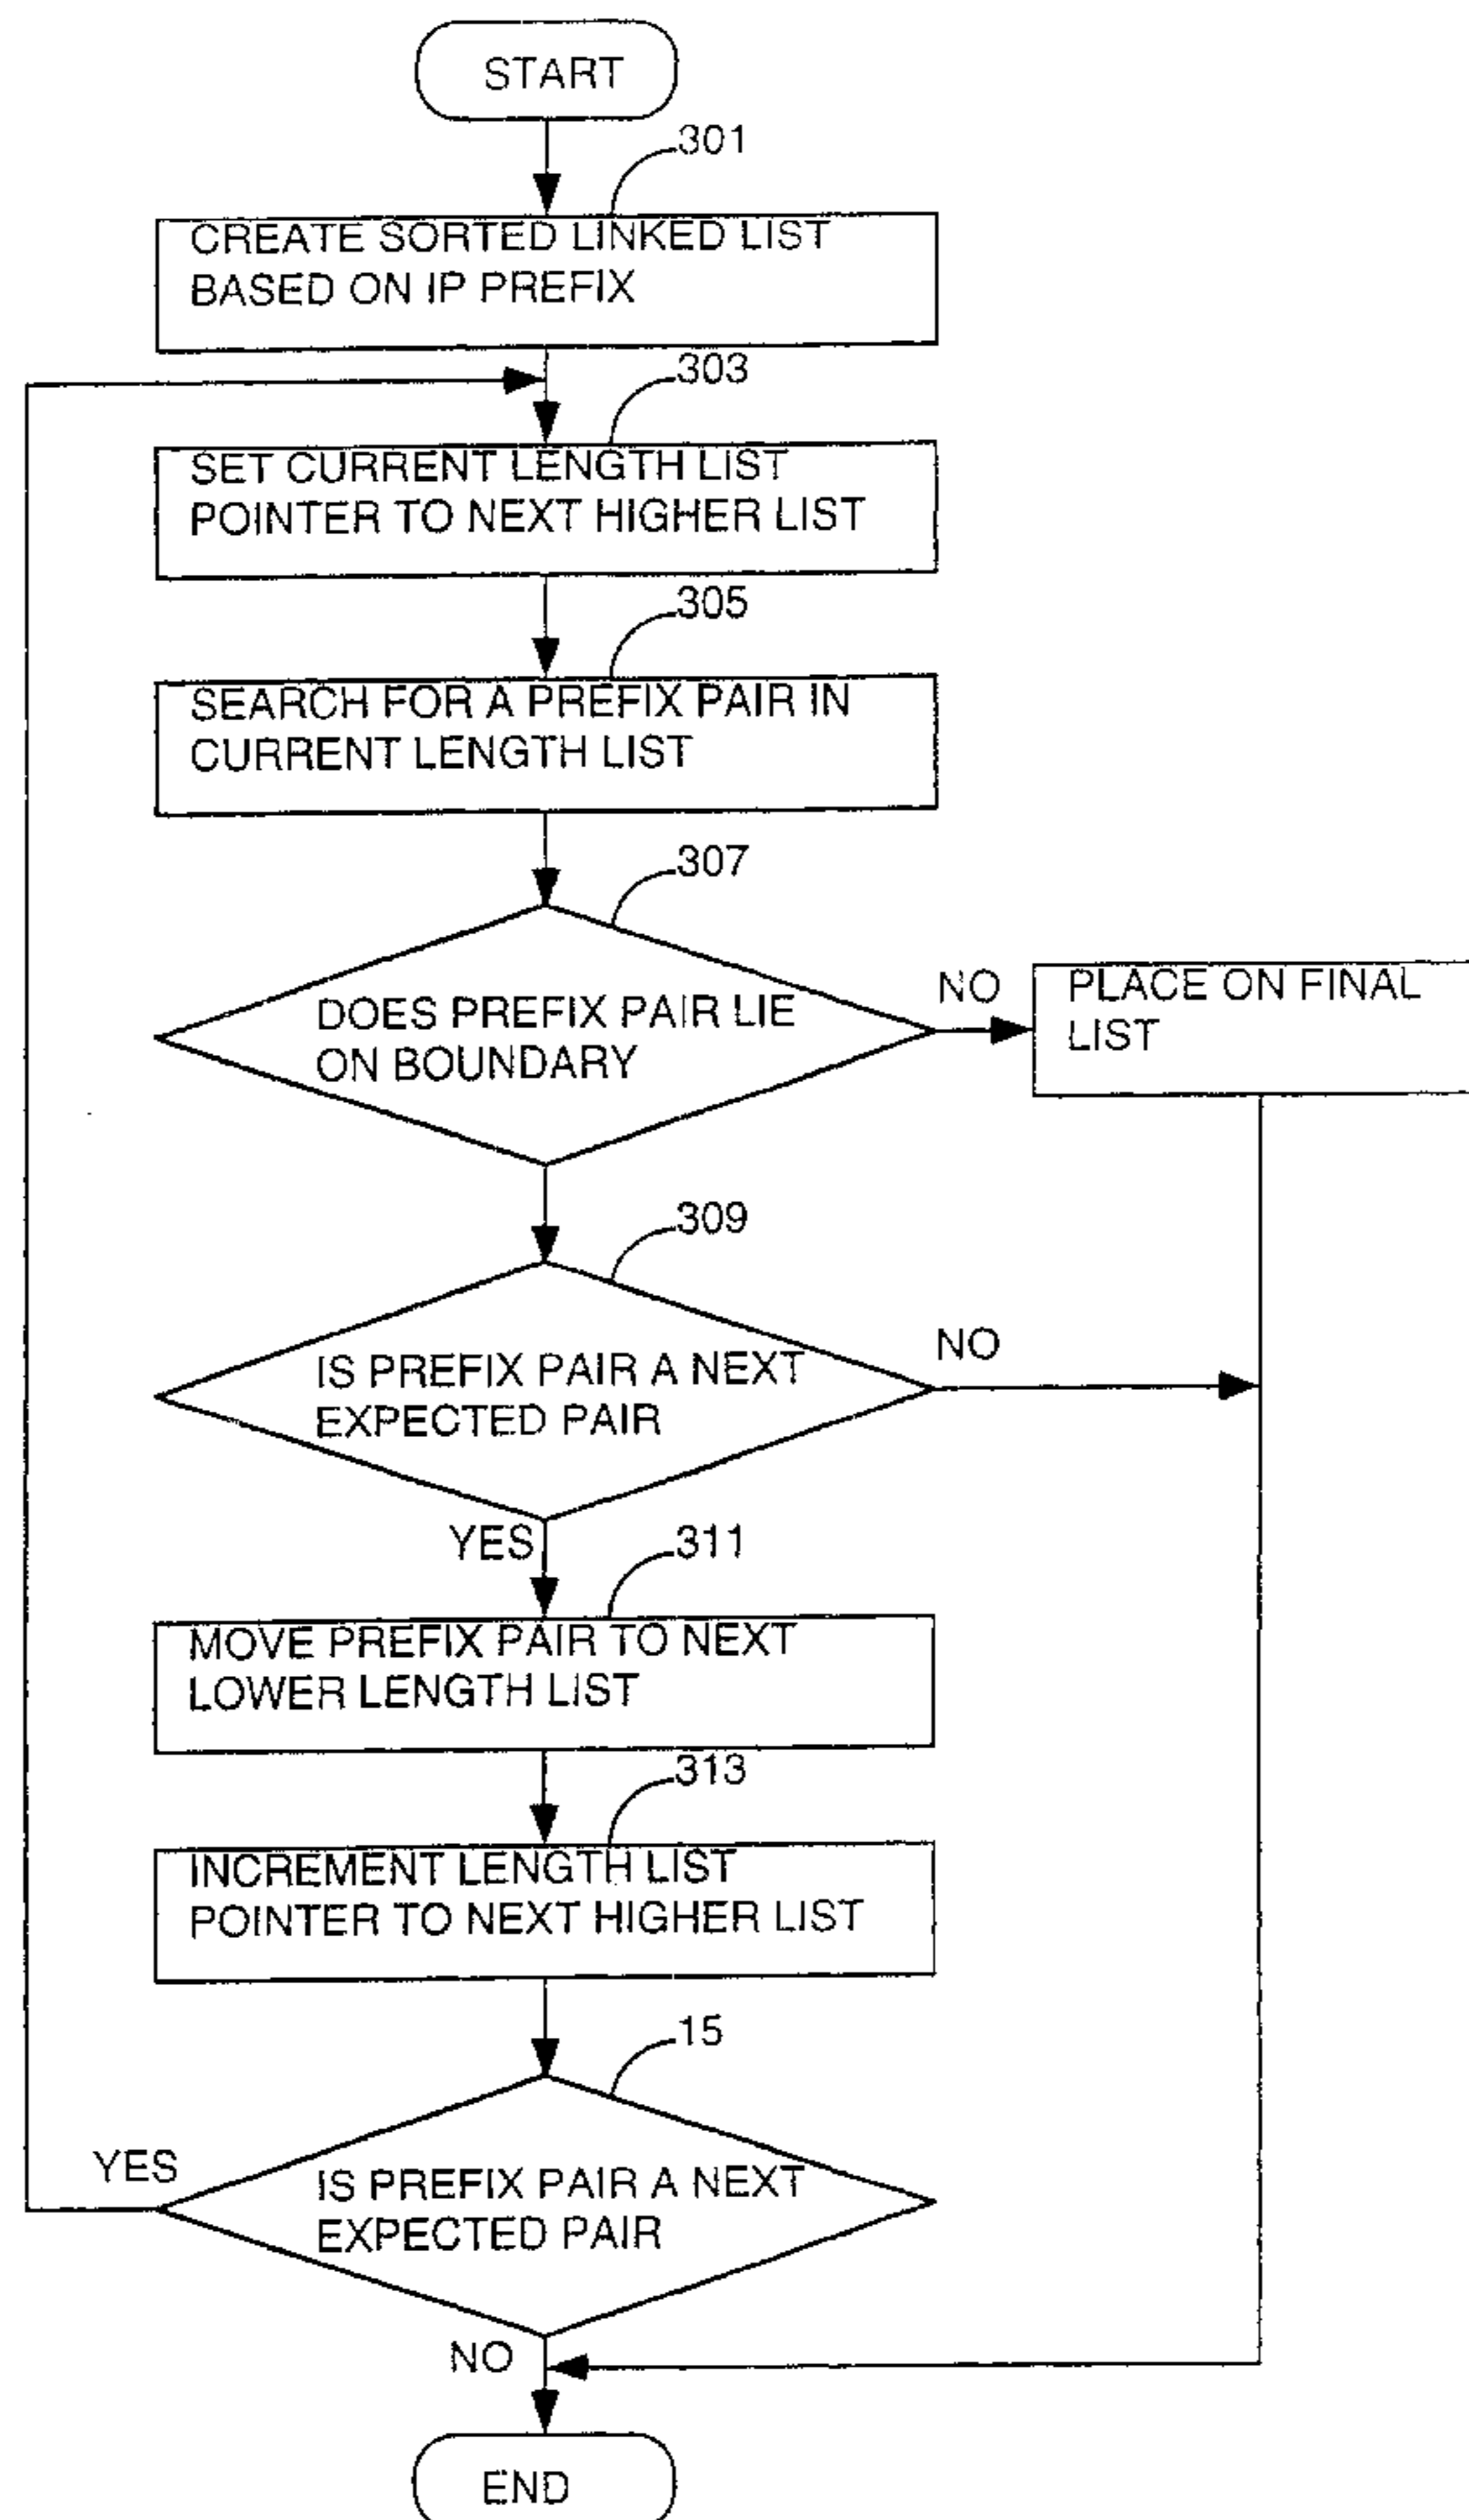 START
301
CREATE SORTED LINKED LIST
BASED ON IP PREFIX
303
SET CURRENT LENGTH LIST
POINTER TO NEXT HIGHER LIST
305
SEARCH FOR A PREFIX PAIR IN
CURRENT LENGTH LIST
307
DOES PREFIX PAIR LIE
ON BOUNDARY
NO
PLACE ON FINAL
LIST
309
IS PREFIX PAIR A NEXT
EXPECTED PAIR
NO
YES
311
MOVE PREFIX PAIR TO NEXT
LOWER LENGTH LIST
313
INCREMENT LENGTH LIST
POINTER TO NEXT HIGHER LIST
15
YES
IS PREFIX PAIR A NEXT
EXPECTED PAIR
NO
END